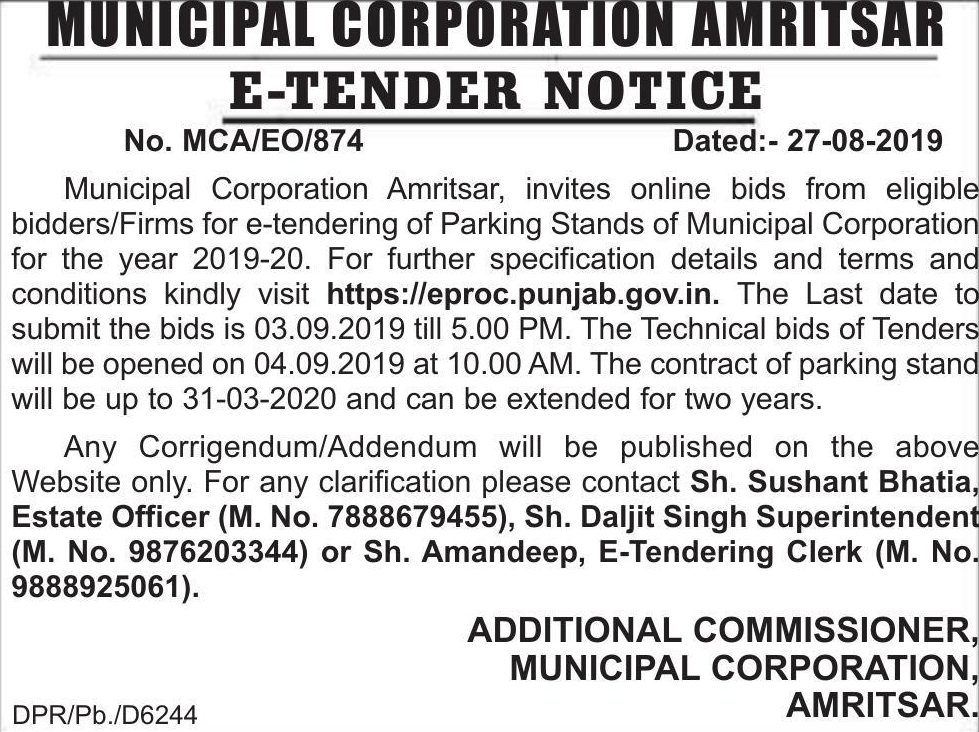 MUNICIPAL CORPORATION AMRITSAR
E-TENDER NOTICE
No. MCA/EO/874 Dated:- 27-08-2019
Municipal Corporation Amritsar, invites online bids from eligible
bidders/Firms for e-tendering of Parking Stands of Municipal Corporation
for the year 2019-20. For further specification details and terms and
conditions kindly visit https://eproc.punjab.gov.in. The Last date to
submit the bids is 03.09.2019 till 5.00 PM. The Technical bids of Tenders
will be opened on 04.09.2019 at 10.00 AM. The contract of parking stand
will be up to 31-03-2020 and can be extended for two years.
Any Corrigendum/Addendum will be published on the above
Website only. For any clarification please contact Sh. Sushant Bhatia,
Estate Officer (M. No. 7888679455), Sh. Daljit Singh Superintendent
(M. No. 9876203344) or Sh. Amandeep, E-Tendering Clerk (M. No.
9888925061).
ADDITIONAL COMMISSIONER,
MUNICIPAL CORPORATION,
AMRITSAR.
DPR/Pb./D6244